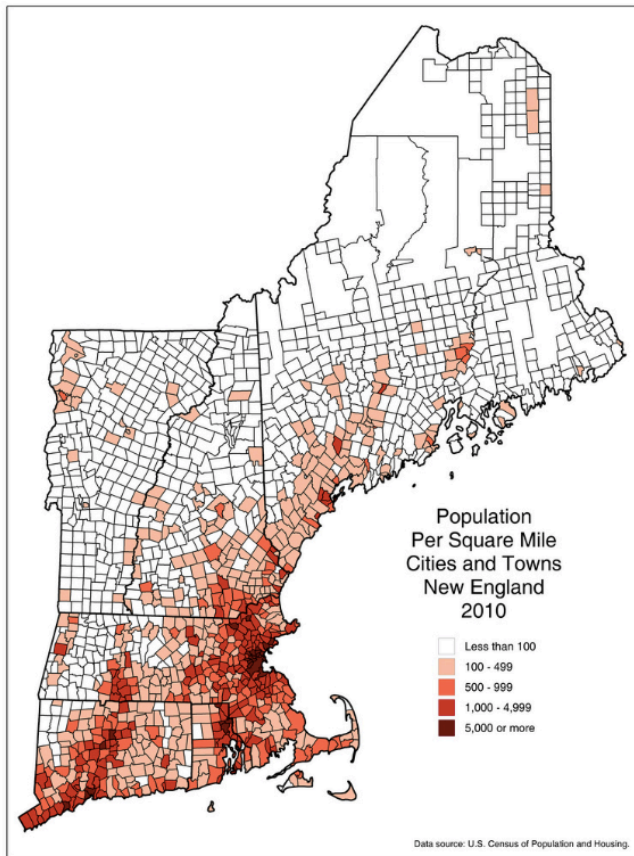 Population
Per Square Mile
Cities and Towns
New England
2010
Less than 100
100 - 499
500 - 999
1,000 - 4,999
5,000 or more
Data source: U.S. Census of Population and Housing.